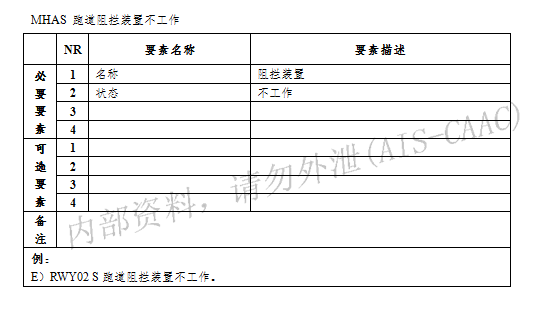 MHAS 跑道阻拦装置不工作
NR 要素名称 要素描述
必要要素
1 名称 阻拦装置
2 状态 不工作
3
4
可选要素
1
2
3
4
备注
例：
E）RWY02 S 跑道阻拦装置不工作。
内部资料，请勿外泄(AIS-CAAC)